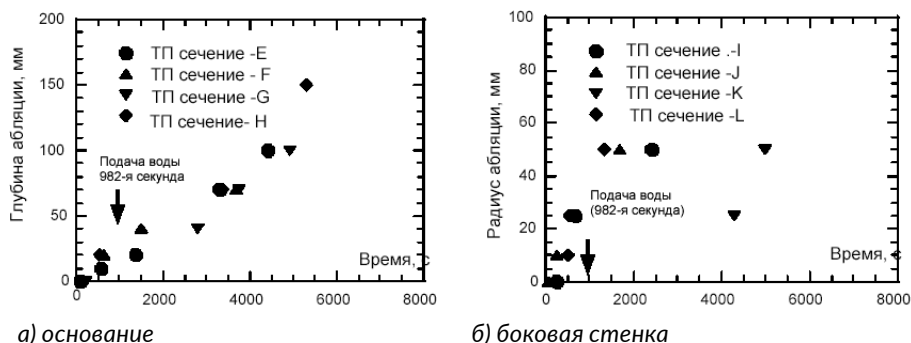 Глубина абляции, мм
200
150
100
50
0
ТП сечение -E
ТП сечение - F
ТП сечение -G
ТП сечение- H
Подача воды
982-я секунда
Время, с
0 2000 4000 6000 8000
а) основание
Радиус абляции, мм
100
80
60
40
20
0
ТП сечение .-I
ТП сечение -J
ТП сечение -K
ТП сечение -L
Подача воды
(982-я секунда)
Время, с
0 2000 4000 6000 8000
б) боковая стенка